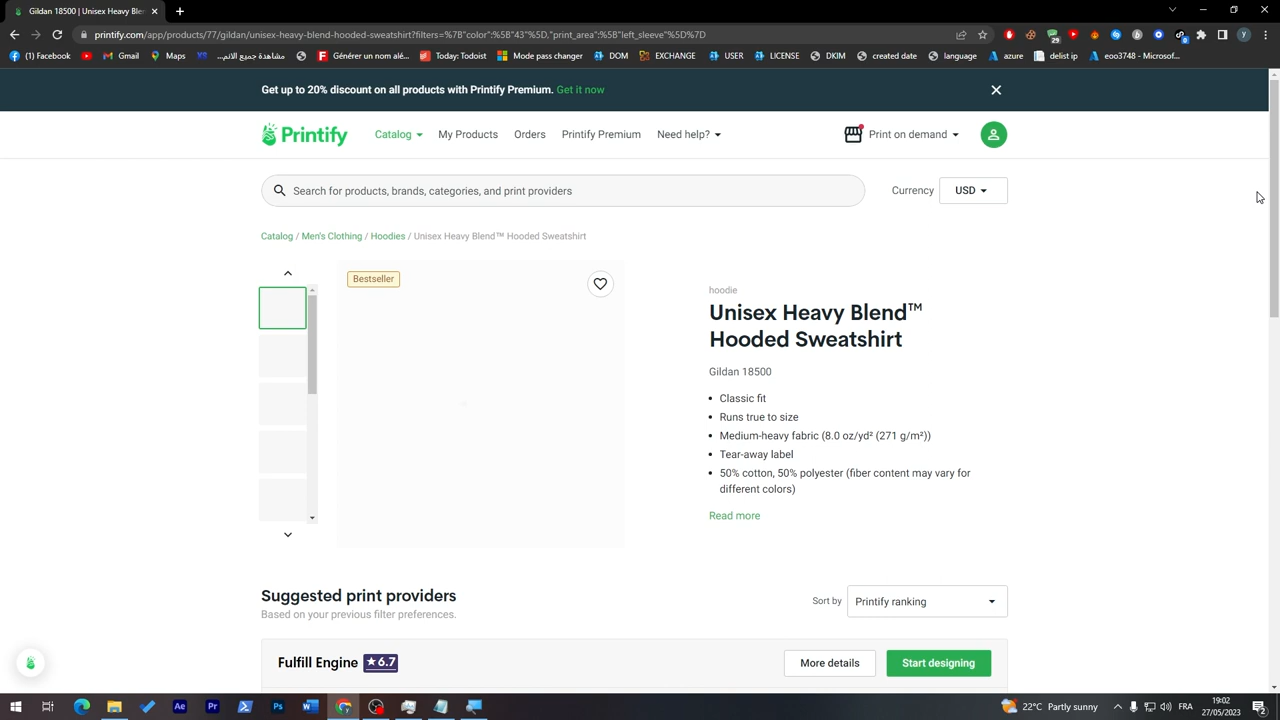 Gildan 18500 | Unisex Heavy Blen
printify.com/app/products/77/gildan/unisex-heavy-blend-hooded-sweatshirt?filters=%7B"color":%5B"43"%5D,"print_area":%5B"left_sleeve"%5D%7D
(1) Facebook YouTube Gmail Maps مشاهدة جميع الانم... Générer un nom alé... Today: Todoist Mode pass changer DOM EXCHANGE USER LICENSE DKIM created date language azure delist ip eoo3748 - Microsof...
Get up to 20% discount on all products with Printify Premium. Get it now
Printify Catalog My Products Orders Printify Premium Need help? Print on demand
Search for products, brands, categories, and print providers Currency USD
Catalog / Men's Clothing / Hoodies / Unisex Heavy Blend™ Hooded Sweatshirt
Bestseller
hoodie
Unisex Heavy Blend™
Hooded Sweatshirt
Gildan 18500
• Classic fit
• Runs true to size
• Medium-heavy fabric (8.0 oz/yd² (271 g/m²))
• Tear-away label
• 50% cotton, 50% polyester (fiber content may vary for
different colors)
Read more
Suggested print providers
Based on your previous filter preferences.
Sort by Printify ranking
Fulfill Engine ★6.7 More details Start designing
22°C Partly sunny FRA 19:02
27/05/2023